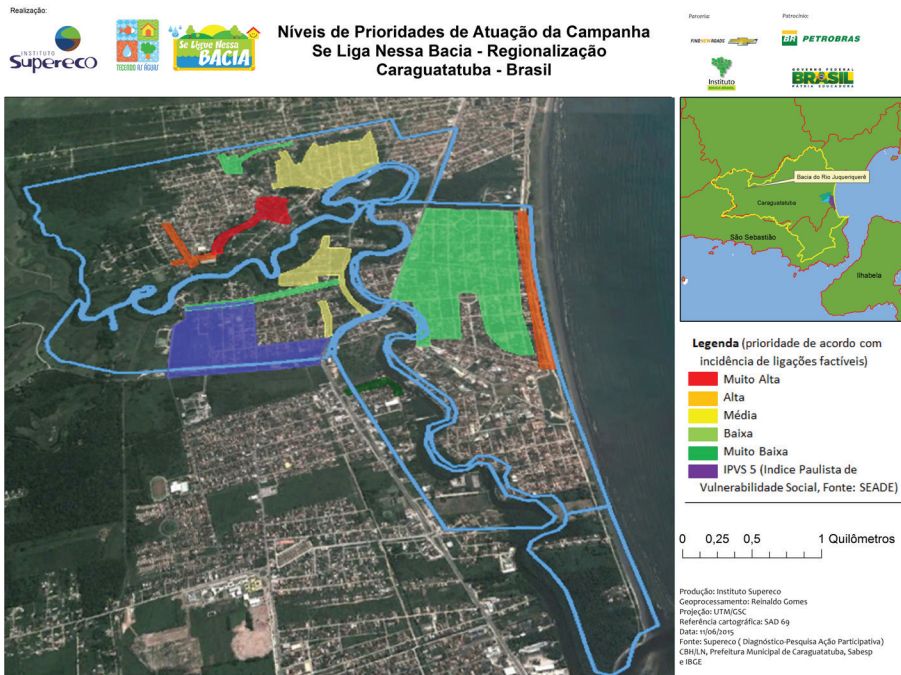 Realização:
INSTITUTO
Supereco
TECENDO AS ÁGUAS
Se Ligue Nessa
BACIA
Níveis de Prioridades de Atuação da Campanha
Se Liga Nessa Bacia - Regionalização
Caraguatatuba - Brasil
Parceria:
FIND NEW ROADS
Instituto
Patrocínio:
BR PETROBRAS
GOVERNO FEDERAL
BRASIL
PÁTRIA EDUCADORA
Bacia do Rio Juqueriquerê
Caraguatatuba
São Sebastião
Ilhabela
Legenda (prioridade de acordo com
incidência de ligações factíveis)
Muito Alta
Alta
Média
Baixa
Muito Baixa
IPVS 5 (Indice Paulista de
Vulnerabilidade Social, Fonte: SEADE)
0 0,25 0,5 1 Quilômetros
Produção: Instituto Supereco
Geoprocessamento: Reinaldo Gomes
Projeção: UTM/GSC
Referência cartográfica: SAD 69
Data: 11/06/2015
Fonte: Supereco ( Diagnóstico-Pesquisa Ação Participativa)
CBH/LN, Prefeitura Municipal de Caraguatatuba, Sabesp
e IBGE